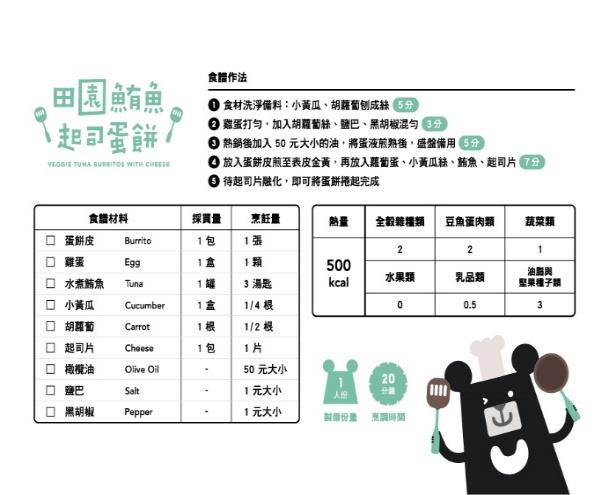 田園鮪魚
起司蛋餅
VEGGIE TUNA BURRITOS WITH CHEESE
食譜作法
1 食材洗淨備料：小黃瓜、胡蘿蔔刨成絲 5分
2 雞蛋打勻，加入胡蘿蔔絲、鹽巴、黑胡椒混勻 3分
3 熱鍋後加入 50 元大小的油，將蛋液煎熟後，盛盤備用 5分
4 放入蛋餅皮煎至表皮金黃，再放入蘿蔔蛋、小黃瓜絲、鮪魚、起司片 7分
5 待起司片融化，即可將蛋餅捲起完成
食譜材料 採買量 烹飪量
蛋餅皮 Burrito 1 包 1 張
雞蛋 Egg 1 盒 1 顆
水煮鮪魚 Tuna 1 罐 3 湯匙
小黃瓜 Cucumber 1 盒 1/4 根
胡蘿蔔 Carrot 1 根 1/2 根
起司片 Cheese 1 包 1 片
橄欖油 Olive Oil - 50 元大小
鹽巴 Salt - 1 元大小
黑胡椒 Pepper - 1 元大小
熱量 全穀雜糧類 豆魚蛋肉類 蔬菜類
500 kcal 2 2 1
水果類 乳品類 油脂與堅果種子類
0 0.5 3
1 人份
製備份量
20 分鐘
烹調時間